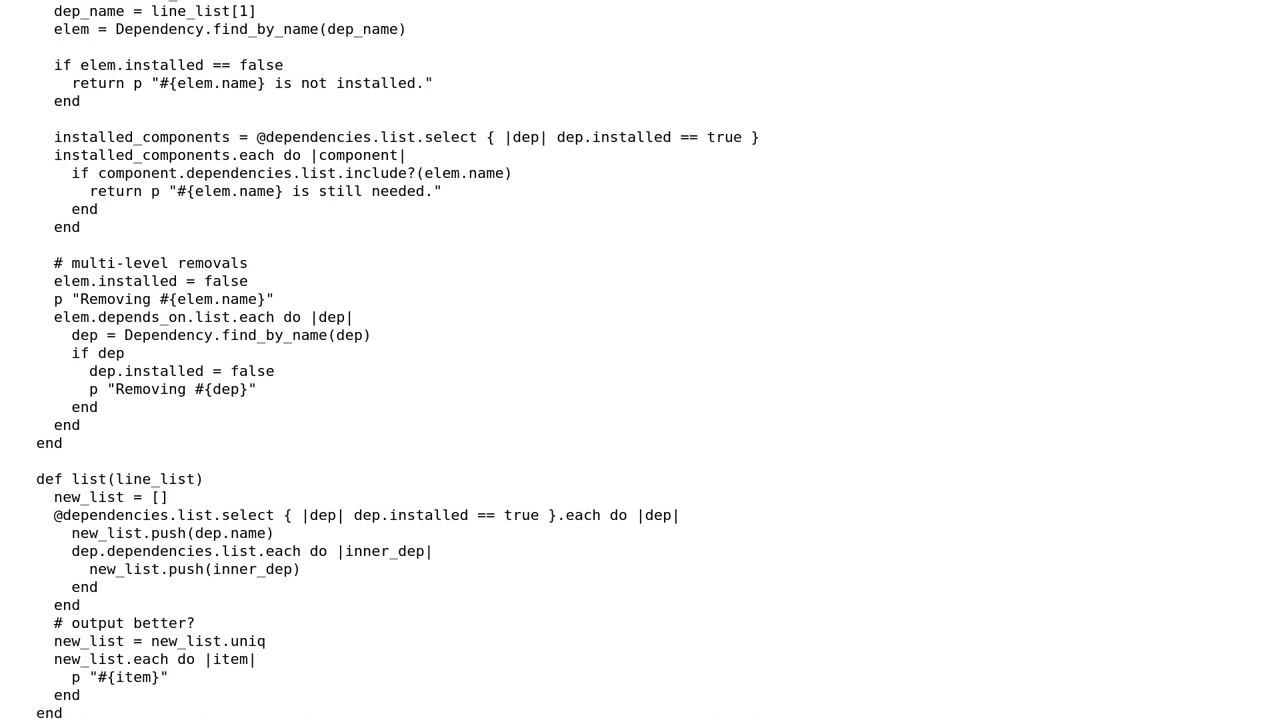 dep_name = line_list[1]
elem = Dependency.find_by_name(dep_name)
if elem.installed == false
return p "#{elem.name} is not installed."
end
installed_components = @dependencies.list.select { |dep| dep.installed == true }
installed_components.each do |component|
if component.dependencies.list.include?(elem.name)
return p "#{elem.name} is still needed."
end
end
# multi-level removals
elem.installed = false
p "Removing #{elem.name}"
elem.depends_on.list.each do |dep|
dep = Dependency.find_by_name(dep)
if dep
dep.installed = false
p "Removing #{dep}"
end
end
end
def list(line_list)
new_list = []
@dependencies.list.select { |dep| dep.installed == true }.each do |dep|
new_list.push(dep.name)
dep.dependencies.list.each do |inner_dep|
new_list.push(inner_dep)
end
end
# output better?
new_list = new_list.uniq
new_list.each do |item|
p "#{item}"
end
end